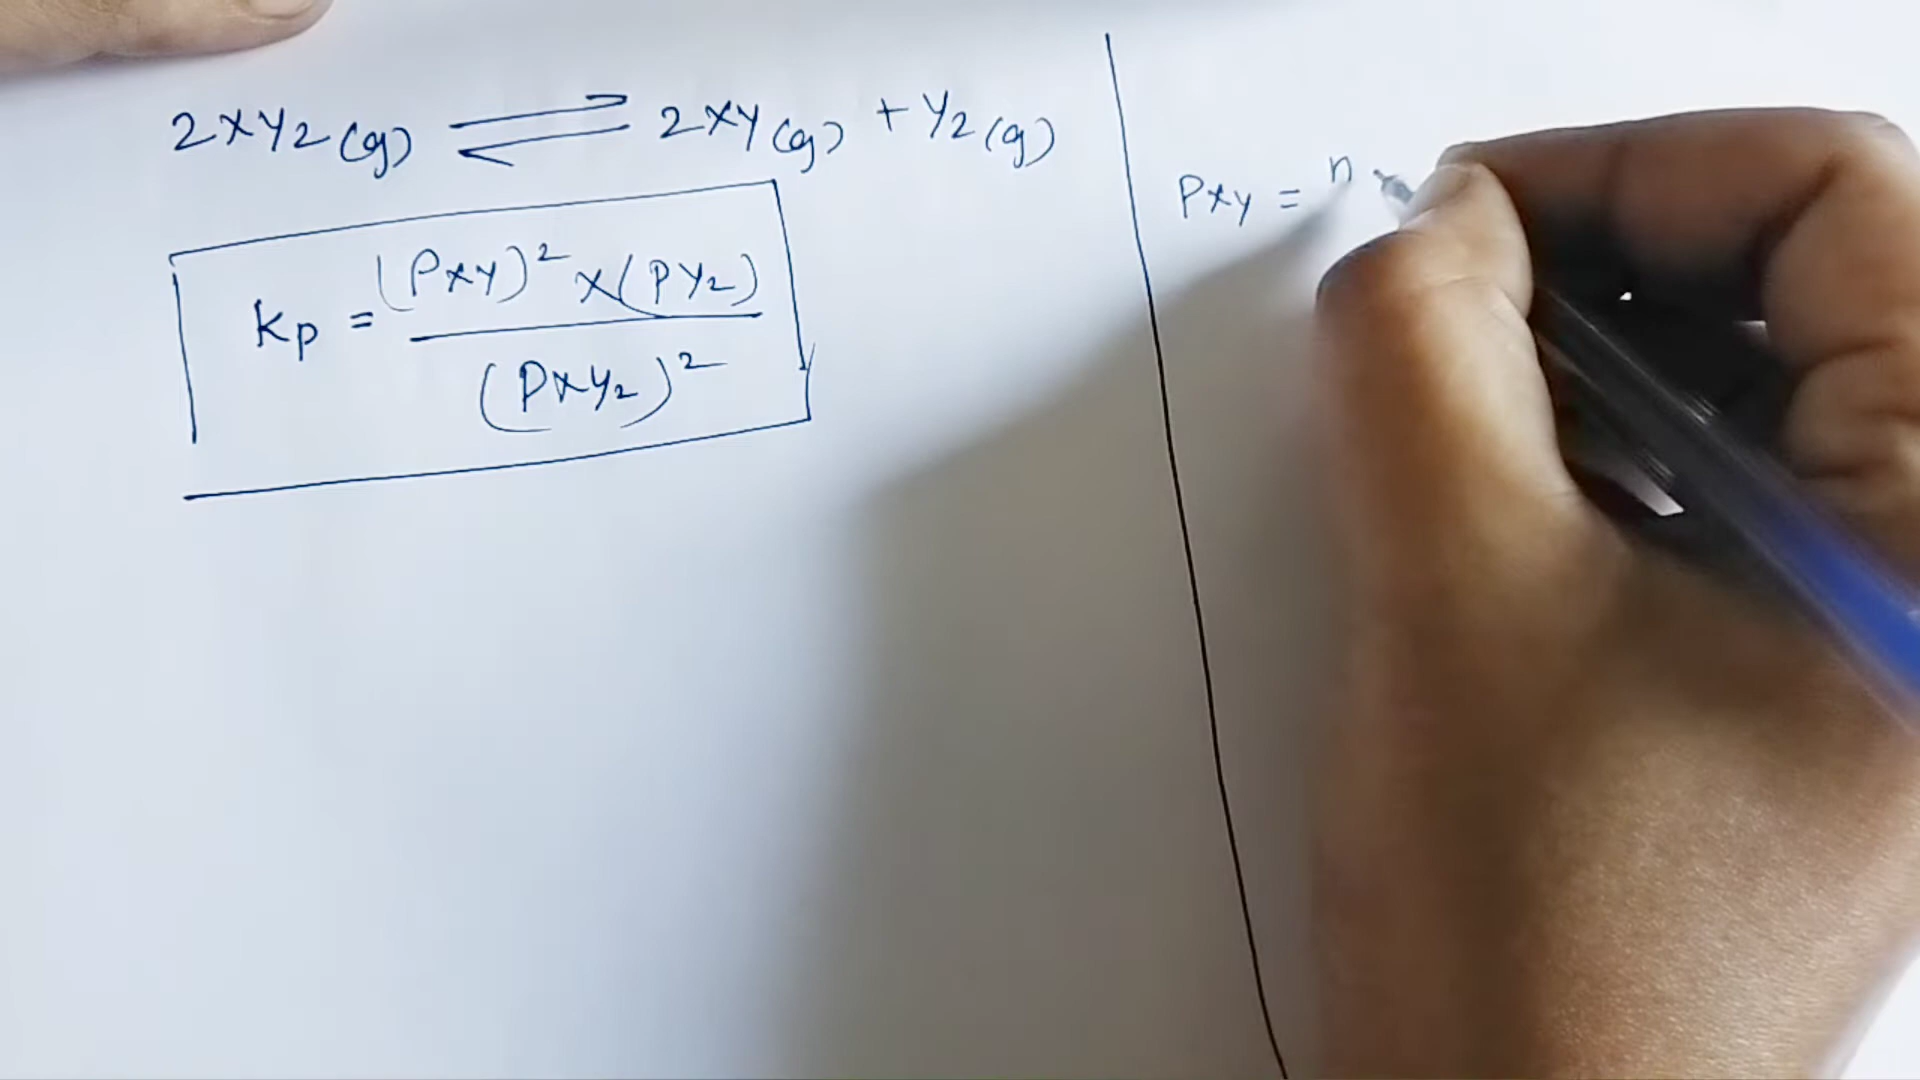 2XY2(g) ⇌ 2XY(g) + Y2(g)
Kp = (PXY)² × (PY2)
(PXY2)²
PXY = n